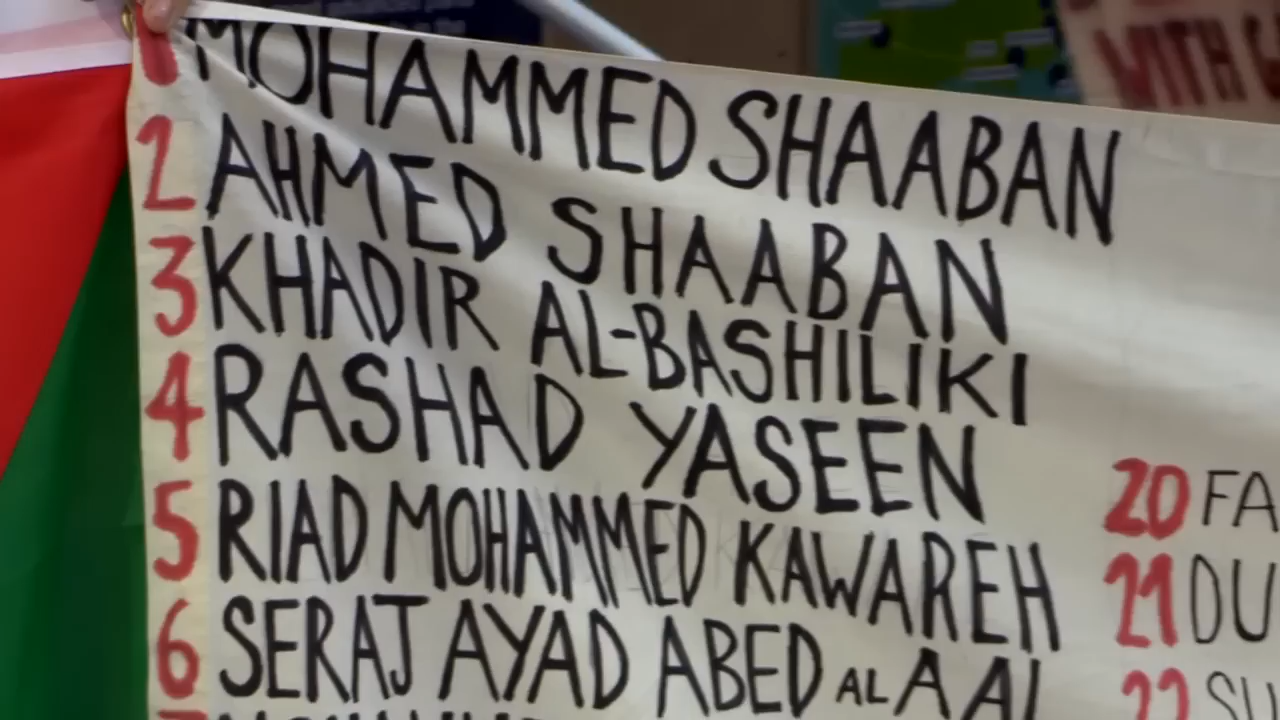 WITH
1 MOHAMMED SHAABAN
2 AHMED SHAABAN
3 KHADIR AL-BASHILIKI
4 RASHAD YASEEN
5 RIAD MOHAMMED KAWAREH
6 SERAJ AYAD ABED AL AAL
20 FA
21 DU
22 SU